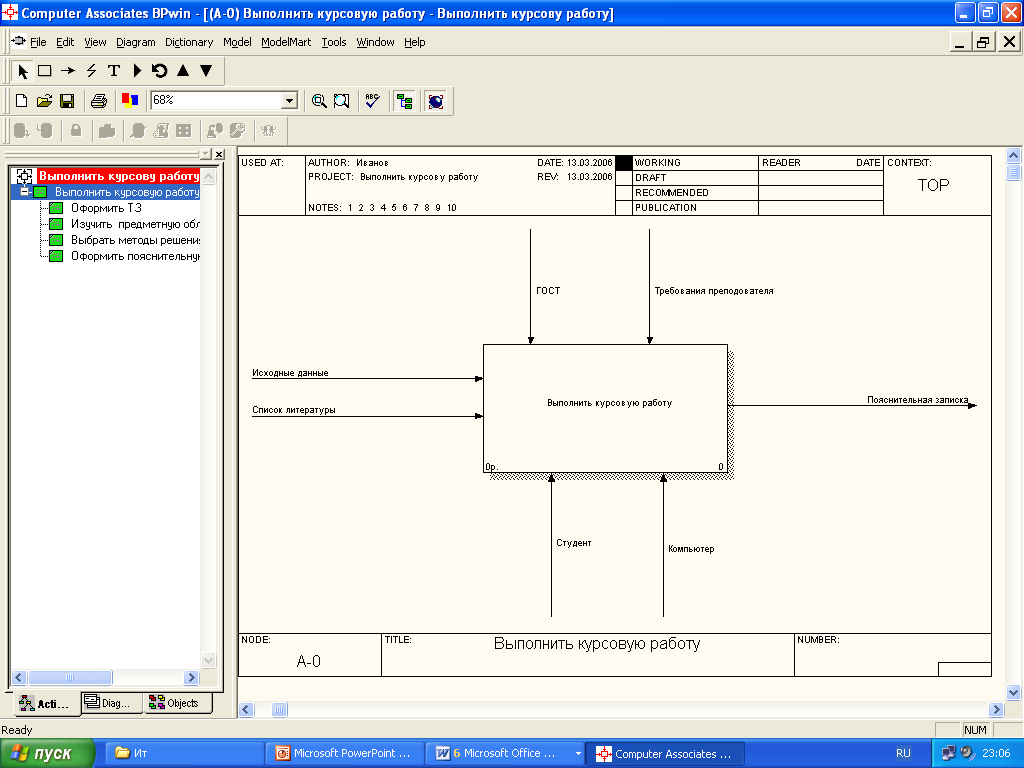 Computer Associates BPwin - [(A-0) Выполнить курсовую работу - Выполнить курсову работу]
File Edit View Diagram Dictionary Model ModelMart Tools Window Help
T
68%
ABC
Выполнить курсову работу
Выполнить курсовую работу
Оформить ТЗ
Изучить предметную обл
Выбрать методы решени
Оформить пояснительну
Acti... Diag... Objects
USED AT:
AUTHOR: Иванов
DATE: 13.03.2006
PROJECT: Выполнить курсову работу
REV: 13.03.2006
NOTES: 1 2 3 4 5 6 7 8 9 10
WORKING
DRAFT
RECOMMENDED
PUBLICATION
READER
DATE
CONTEXT:
TOP
ГОСТ
Требования преподователя
Исходные данные
Список литературы
Выполнить курсовую работу
Пояснительная записка
0р.
0
Студент
Компьютер
NODE:
A-0
TITLE:
Выполнить курсовую работу
NUMBER:
Ready
NUM
пуск
Ит
Microsoft PowerPoint ...
6 Microsoft Office ...
Computer Associates ...
RU
23:06